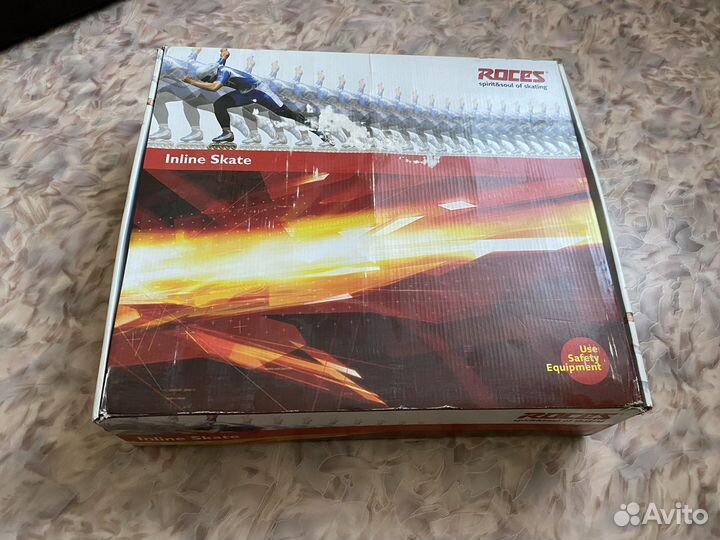 ROCES
spirit&soul of skating
Inline Skate
Use
Safety
Equipment
ROCES
Inline Skate
Avito